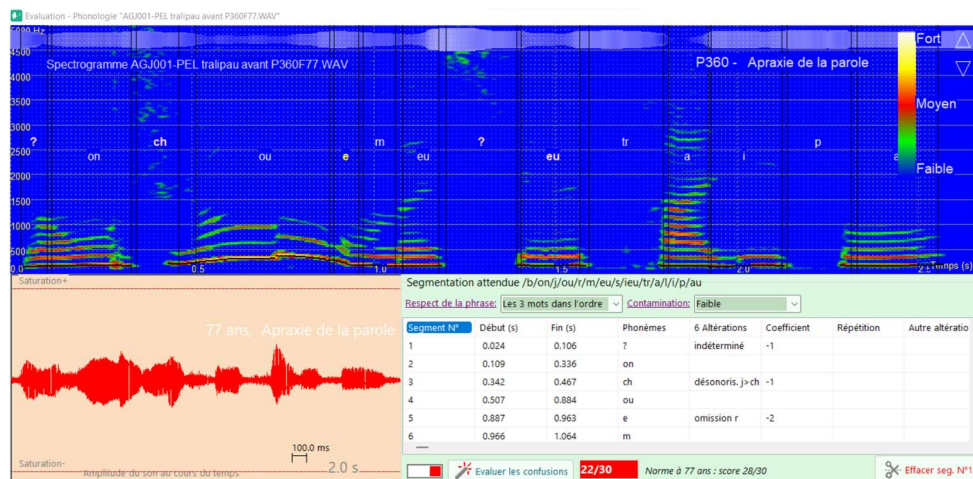 Evaluation - Phonologie "AGJ001-PEL tralipau avant P360F77.WAV"
Hz
Fort
4500
Spectrogramme AGJ001-PEL tralipau avant P360F77.WAV
P360 - Apraxie de la parole
4000
3500
Moyen
3000
? ch m ? tr p
2500
on ou e eu eu a i a
Faible
2000
1500
1000
500
0.0 0.5 1.0 1.5 2.0 Temps (s)
Saturation+
Segmentation attendue /b/on/j/ou/r/m/eu/s/ieu/tr/a/l/i/p/au
Respect de la phrase: Les 3 mots dans l'ordre Contamination: Faible
77 ans, Apraxie de la parole
Segment N° Début (s) Fin (s) Phonèmes 6 Altérations Coefficient Répétition Autre altératio
1 0.024 0.106 ? indéterminé -1
2 0.109 0.336 on
3 0.342 0.467 ch désonoris. j>ch -1
4 0.507 0.884 ou
5 0.887 0.963 e omission r -2
6 0.966 1.064 m
100.0 ms
Saturation-
Amplitude du son au cours du temps
2.0 s
Evaluer les confusions 22/30 Norme à 77 ans : score 28/30 Effacer seg. N°1